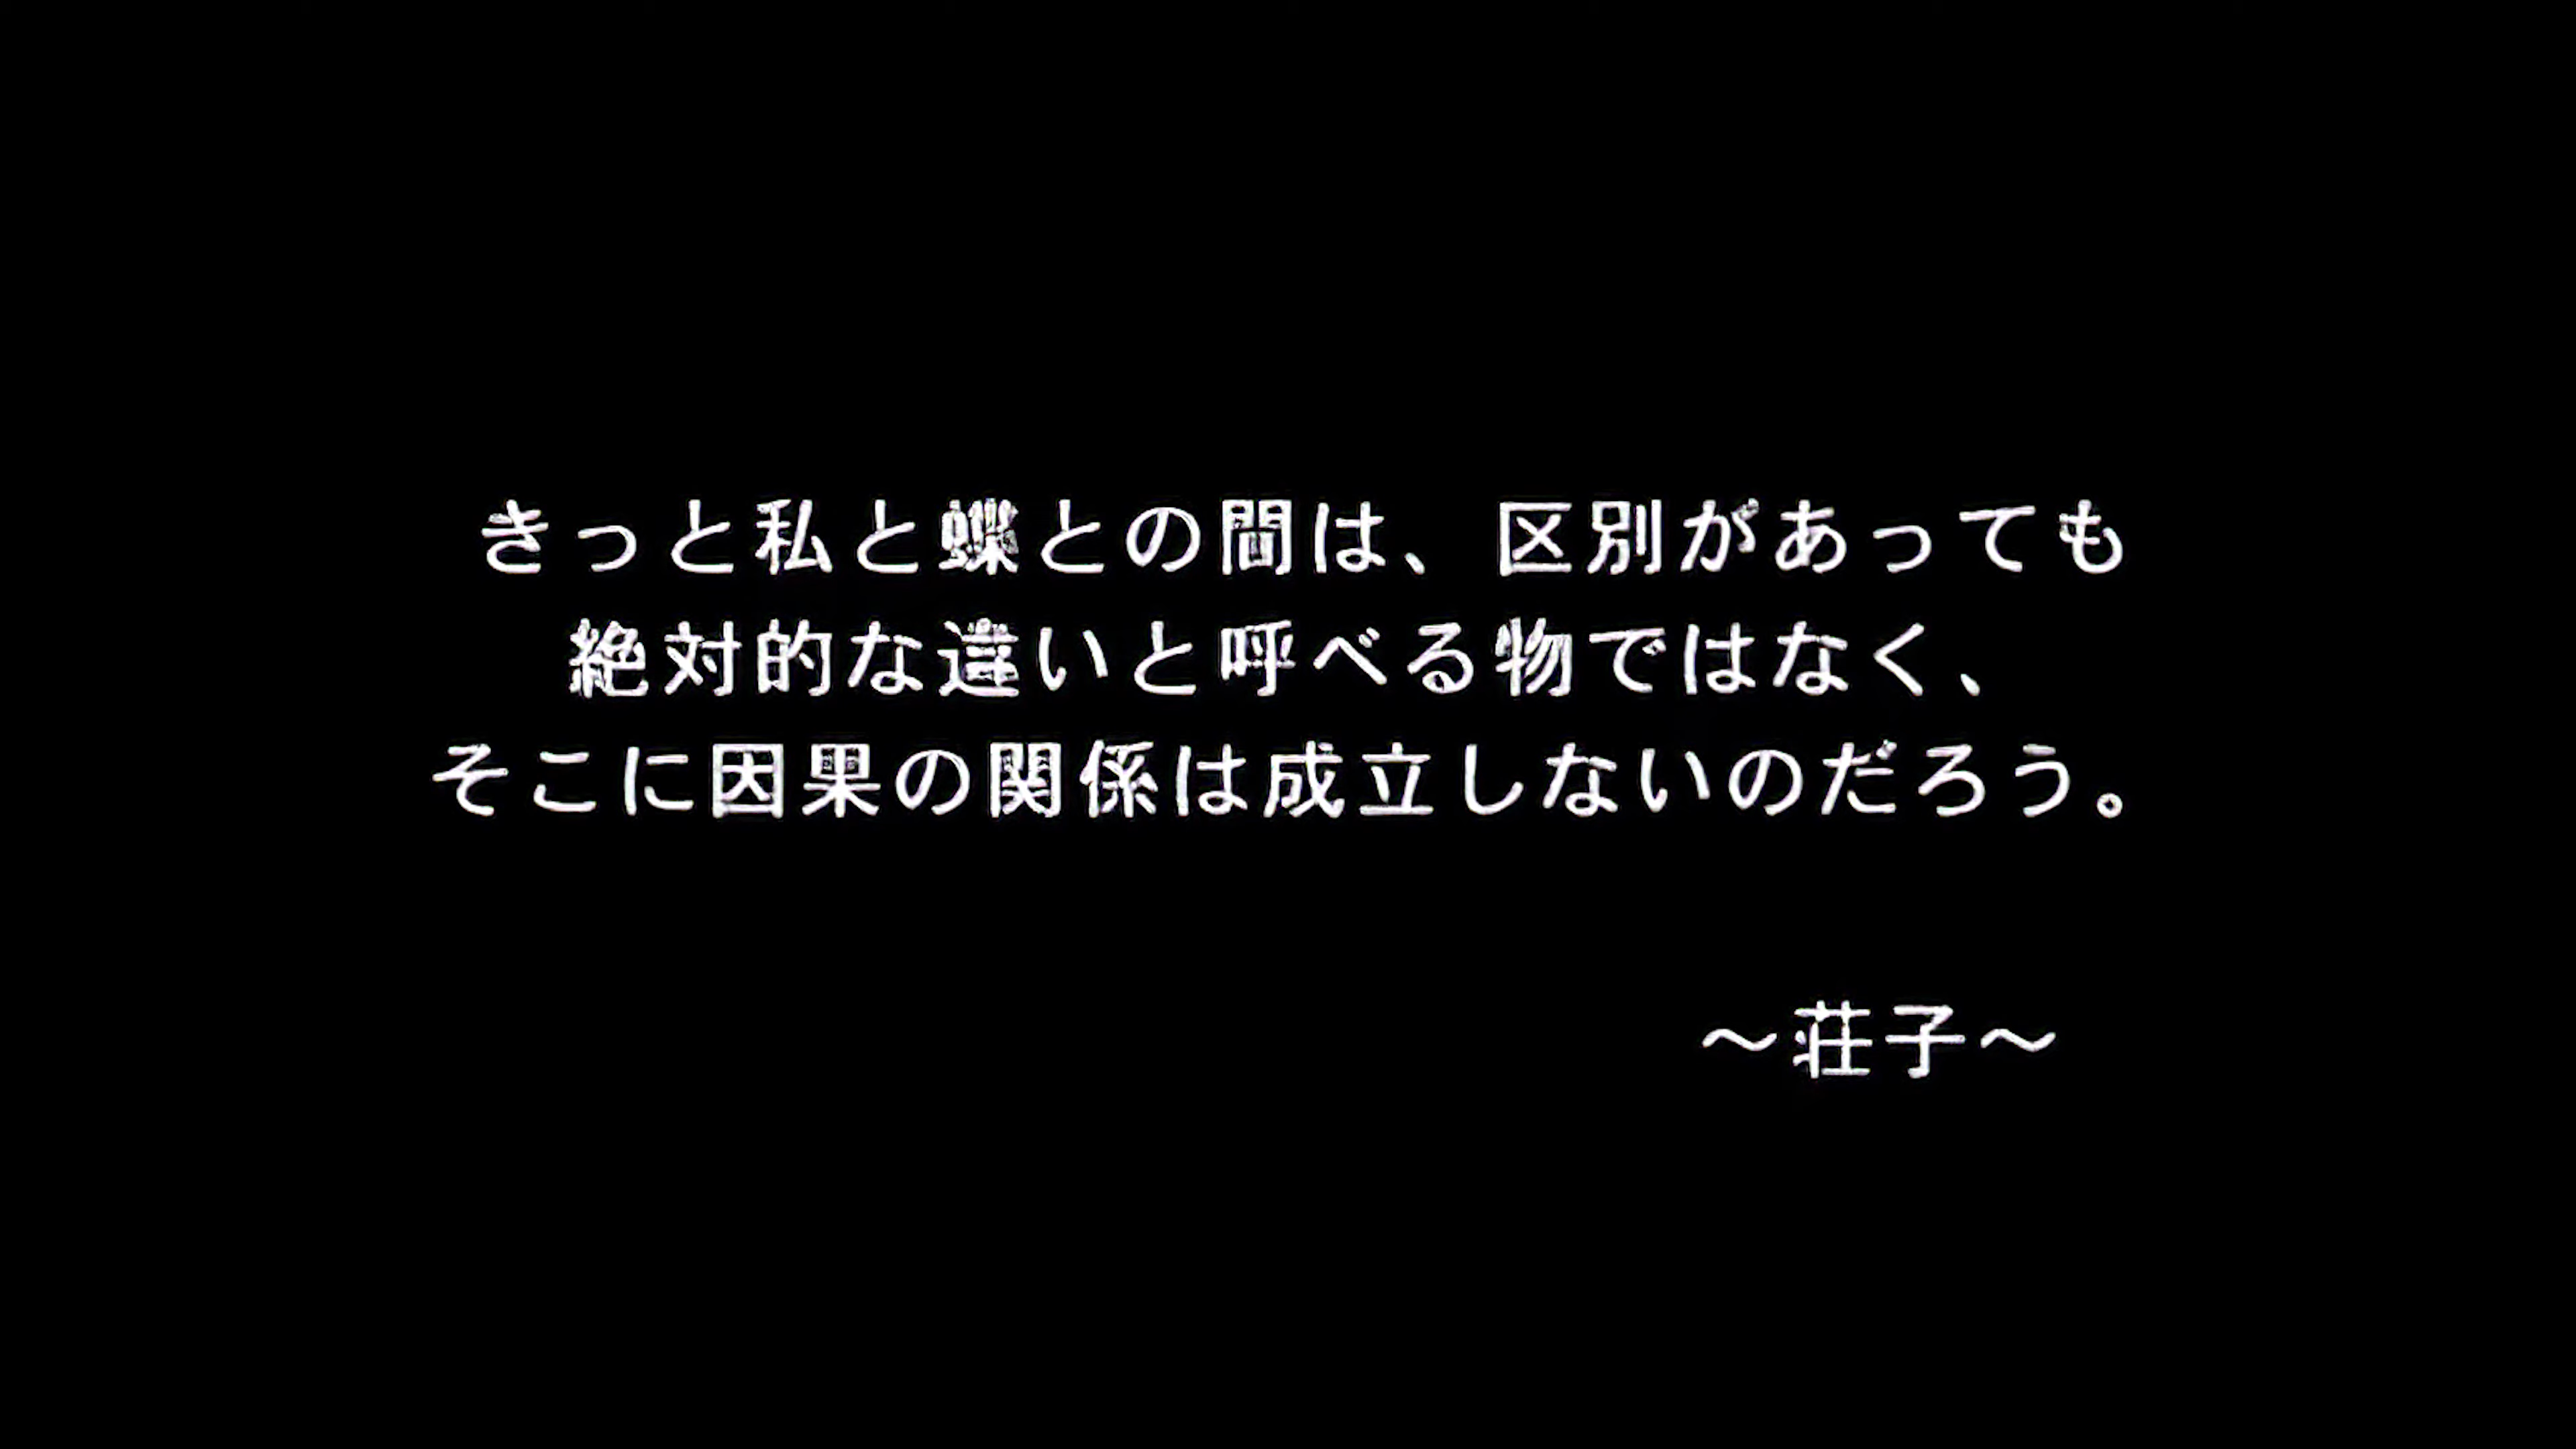 きっと私と蝶との間は、区別があっても
絶対的な違いと呼べる物ではなく、
そこに因果の関係は成立しないのだろう。
～荘子～